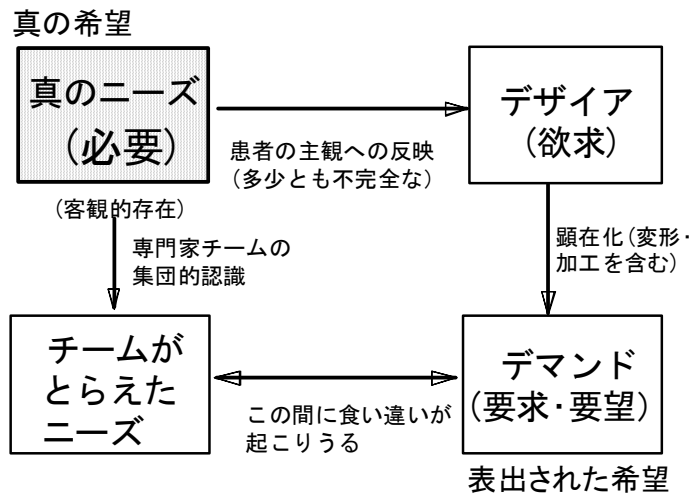 真の希望
真のニーズ
(必要)
デザイア
(欲求)
患者の主観への反映
(多少とも不完全な)
(客観的存在)
専門家チームの
集団的認識
顕在化(変形・
加工を含む)
チームが
とらえた
ニーズ
デマンド
(要求・要望)
この間に食い違いが
起こりうる
表出された希望